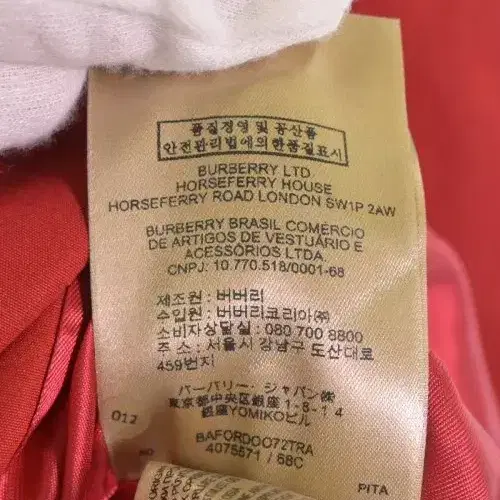 품질경영 및 공산품
안전관리법에의한품질표시
BURBERRY LTD
HORSEFERRY HOUSE
HORSEFERRY ROAD LONDON SW1P 2AW
BURBERRY BRASIL COMÉRCIO
DE ARTIGOS DE VESTUÁRIO E
ACESSÓRIOS LTDA.
CNPJ: 10.770.518/0001-68
제조원 : 버버리
수입원 : 버버리코리아㈜
소비자상담실 : 080 700 8800
주 소 : 서울시 강남구 도산대로
459번지
バーバリー・ジャパン㈱
東京都中央区銀座1-8-14
銀座YOMIKOビル
012
BAFORDOO72TRA
4075571 / 68C
PITA